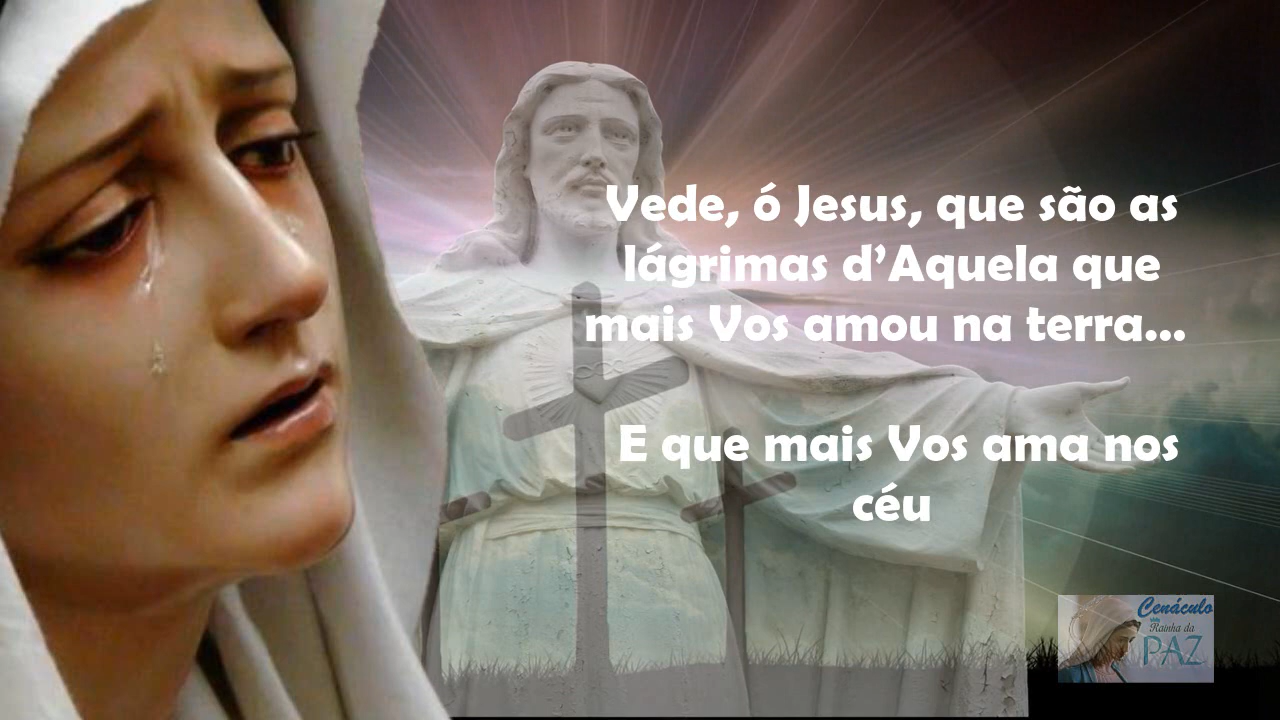 Vede, ó Jesus, que são as
lágrimas d’Aquela que
mais Vos amou na terra...
E que mais Vos ama nos
céu
Cenáculo
Rainha da
PAZ